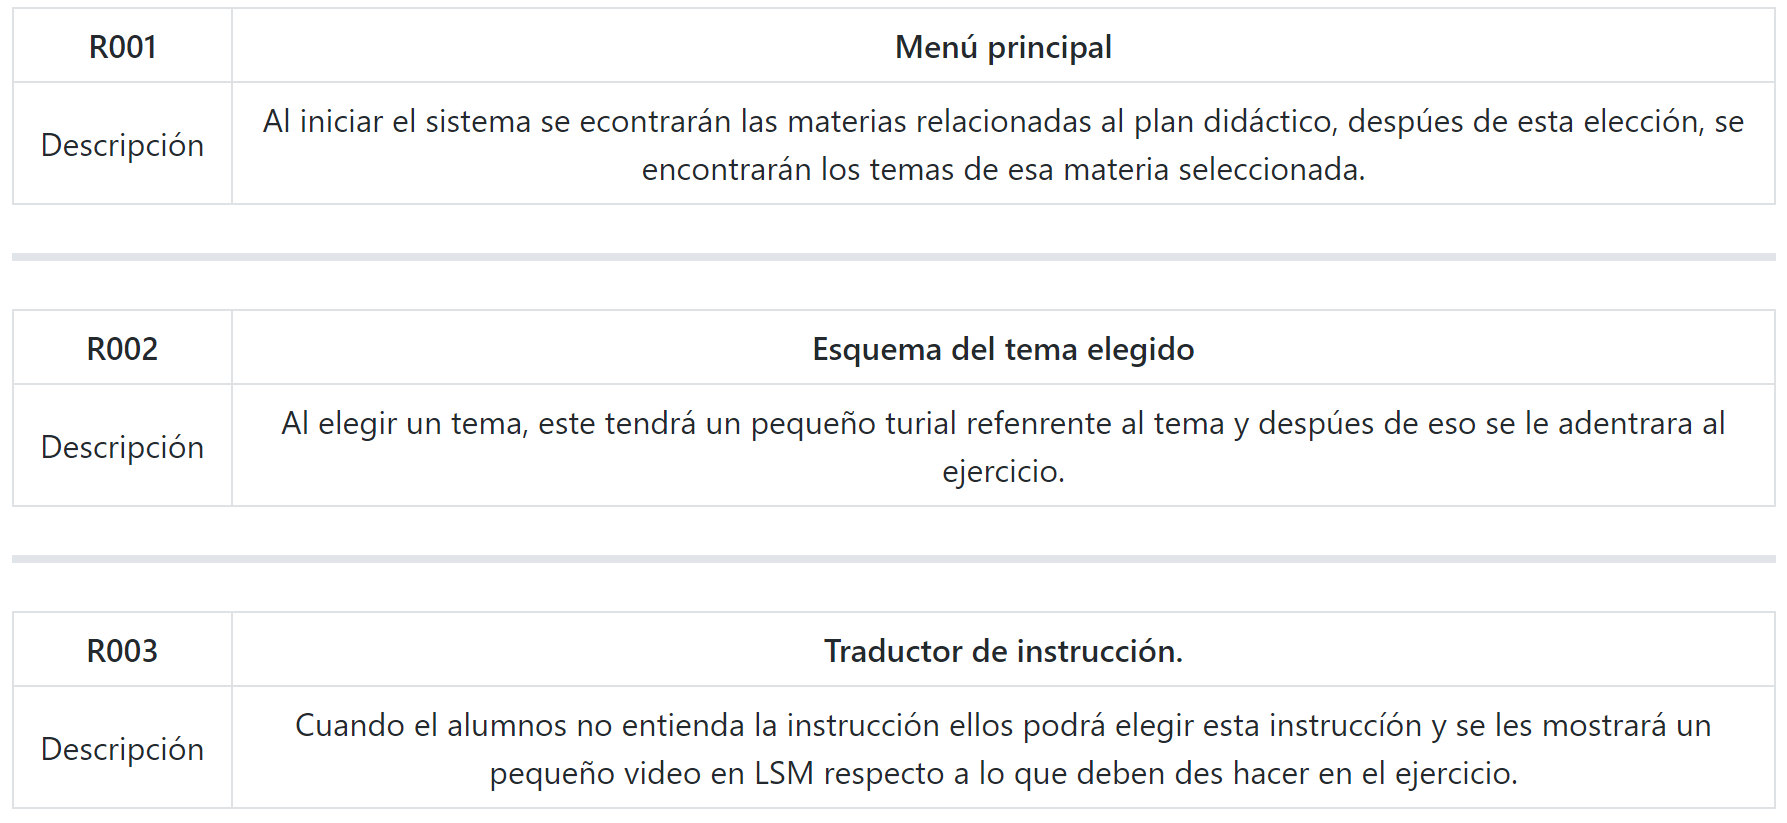 R001
Menú principal
Descripción
Al iniciar el sistema se econtrarán las materias relacionadas al plan didáctico, despúes de esta elección, se
encontrarán los temas de esa materia seleccionada.
R002
Esquema del tema elegido
Descripción
Al elegir un tema, este tendrá un pequeño turial refenrente al tema y despúes de eso se le adentrara al
ejercicio.
R003
Traductor de instrucción.
Descripción
Cuando el alumnos no entienda la instrucción ellos podrá elegir esta instruccíón y se les mostrará un
pequeño video en LSM respecto a lo que deben des hacer en el ejercicio.